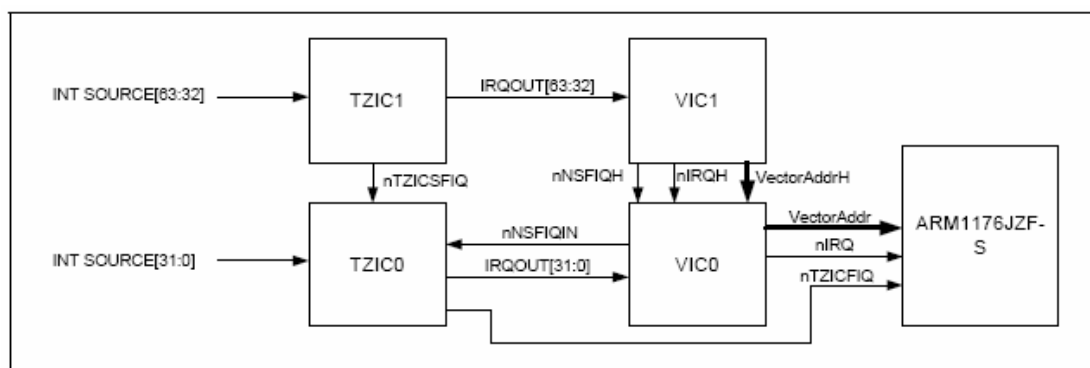 INT SOURCE[63:32]
TZIC1
IRQOUT[63:32]
VIC1
nTZICSFIQ
nNSFIQH
nIRQH
VectorAddrH
INT SOURCE[31:0]
TZIC0
nNSFIQIN
IRQOUT[31:0]
VIC0
VectorAddr
nIRQ
nTZICFIQ
ARM1176JZF-
S